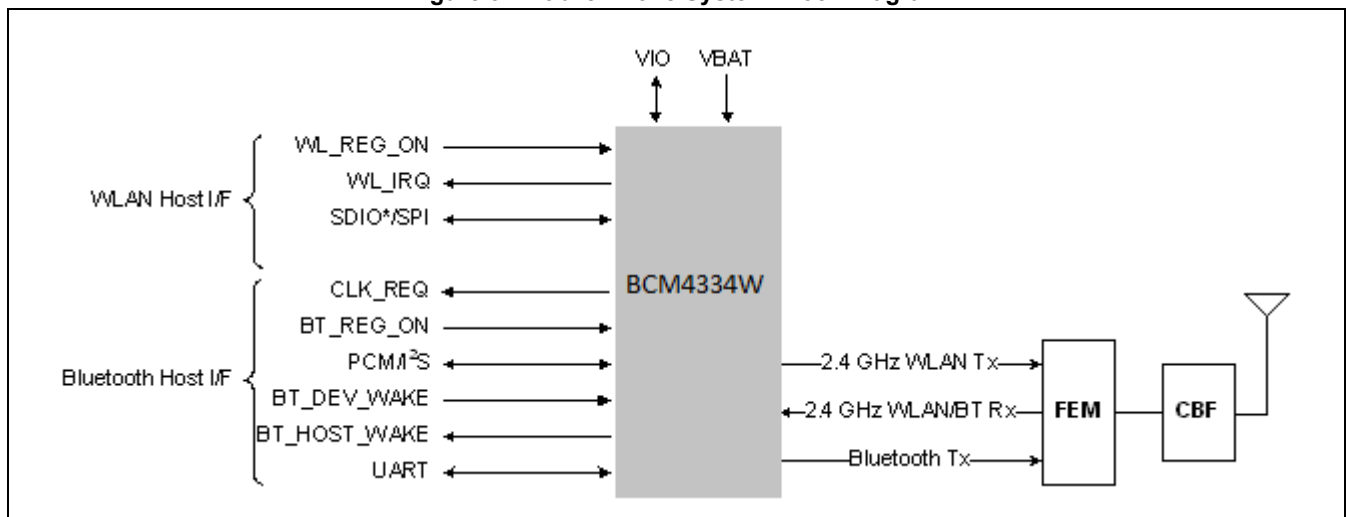 VIO VBAT
WL_REG_ON
WL_IRQ
WLAN Host I/F
SDIO*/SPI
BCM4334W
CLK_REQ
BT_REG_ON
PCM/I²S
Bluetooth Host I/F
BT_DEV_WAKE
BT_HOST_WAKE
UART
2.4 GHz WLAN Tx
2.4 GHz WLAN/BT Rx
Bluetooth Tx
FEM
CBF